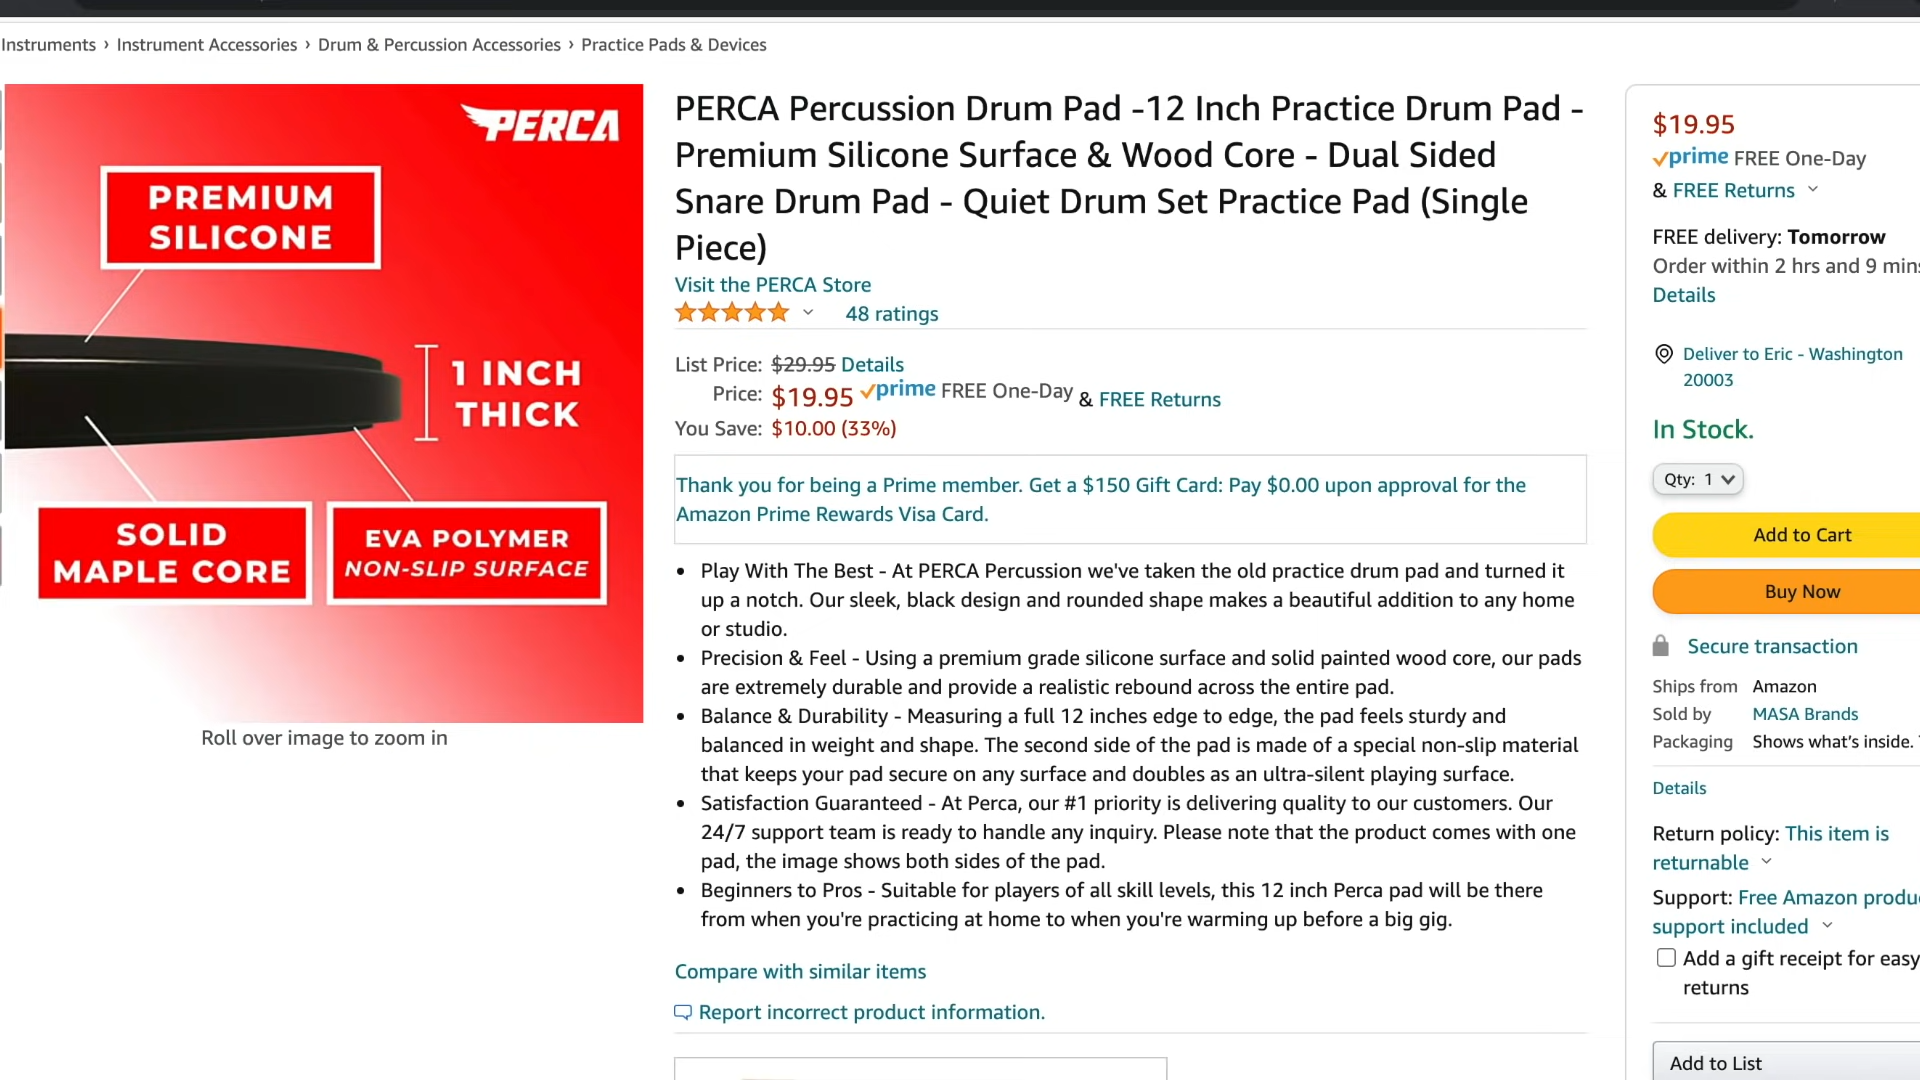 Instruments › Instrument Accessories › Drum & Percussion Accessories › Practice Pads & Devices
PERCA
PREMIUM
SILICONE
1 INCH
THICK
SOLID
MAPLE CORE
EVA POLYMER
NON-SLIP SURFACE
Roll over image to zoom in
PERCA Percussion Drum Pad -12 Inch Practice Drum Pad -
Premium Silicone Surface & Wood Core - Dual Sided
Snare Drum Pad - Quiet Drum Set Practice Pad (Single
Piece)
Visit the PERCA Store
48 ratings
List Price: $29.95 Details
Price: $19.95 prime FREE One-Day & FREE Returns
You Save: $10.00 (33%)
Thank you for being a Prime member. Get a $150 Gift Card: Pay $0.00 upon approval for the
Amazon Prime Rewards Visa Card.
• Play With The Best - At PERCA Percussion we've taken the old practice drum pad and turned it
up a notch. Our sleek, black design and rounded shape makes a beautiful addition to any home
or studio.
• Precision & Feel - Using a premium grade silicone surface and solid painted wood core, our pads
are extremely durable and provide a realistic rebound across the entire pad.
• Balance & Durability - Measuring a full 12 inches edge to edge, the pad feels sturdy and
balanced in weight and shape. The second side of the pad is made of a special non-slip material
that keeps your pad secure on any surface and doubles as an ultra-silent playing surface.
• Satisfaction Guaranteed - At Perca, our #1 priority is delivering quality to our customers. Our
24/7 support team is ready to handle any inquiry. Please note that the product comes with one
pad, the image shows both sides of the pad.
• Beginners to Pros - Suitable for players of all skill levels, this 12 inch Perca pad will be there
from when you're practicing at home to when you're warming up before a big gig.
Compare with similar items
Report incorrect product information.
$19.95
prime FREE One-Day
& FREE Returns
FREE delivery: Tomorrow
Order within 2 hrs and 9 mins
Details
Deliver to Eric - Washington
20003
In Stock.
Qty: 1
Add to Cart
Buy Now
Secure transaction
Ships from Amazon
Sold by MASA Brands
Packaging Shows what's inside.
Details
Return policy: This item is
returnable
Support: Free Amazon produ
support included
Add a gift receipt for easy
returns
Add to List